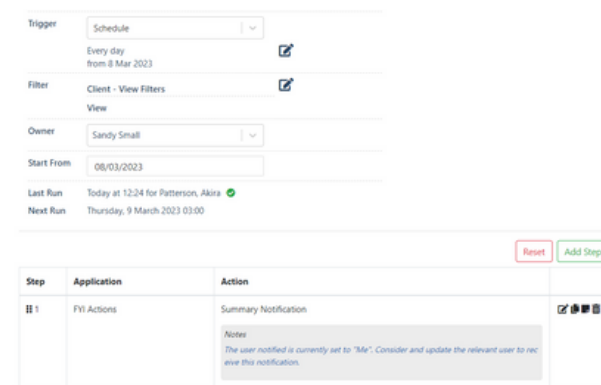 Trigger Schedule
Every day
from 8 Mar 2023
Filter Client - View Filters
View
Owner Sandy Small
Start From 08/03/2023
Last Run Today at 12:24 for Patterson, Akira
Next Run Thursday, 9 March 2023 03:00
Reset Add Step
Step Application Action
1 FYI Actions Summary Notification
Notes
The user notified is currently set to "Me". Consider and update the relevant user to rec
eive this notification.